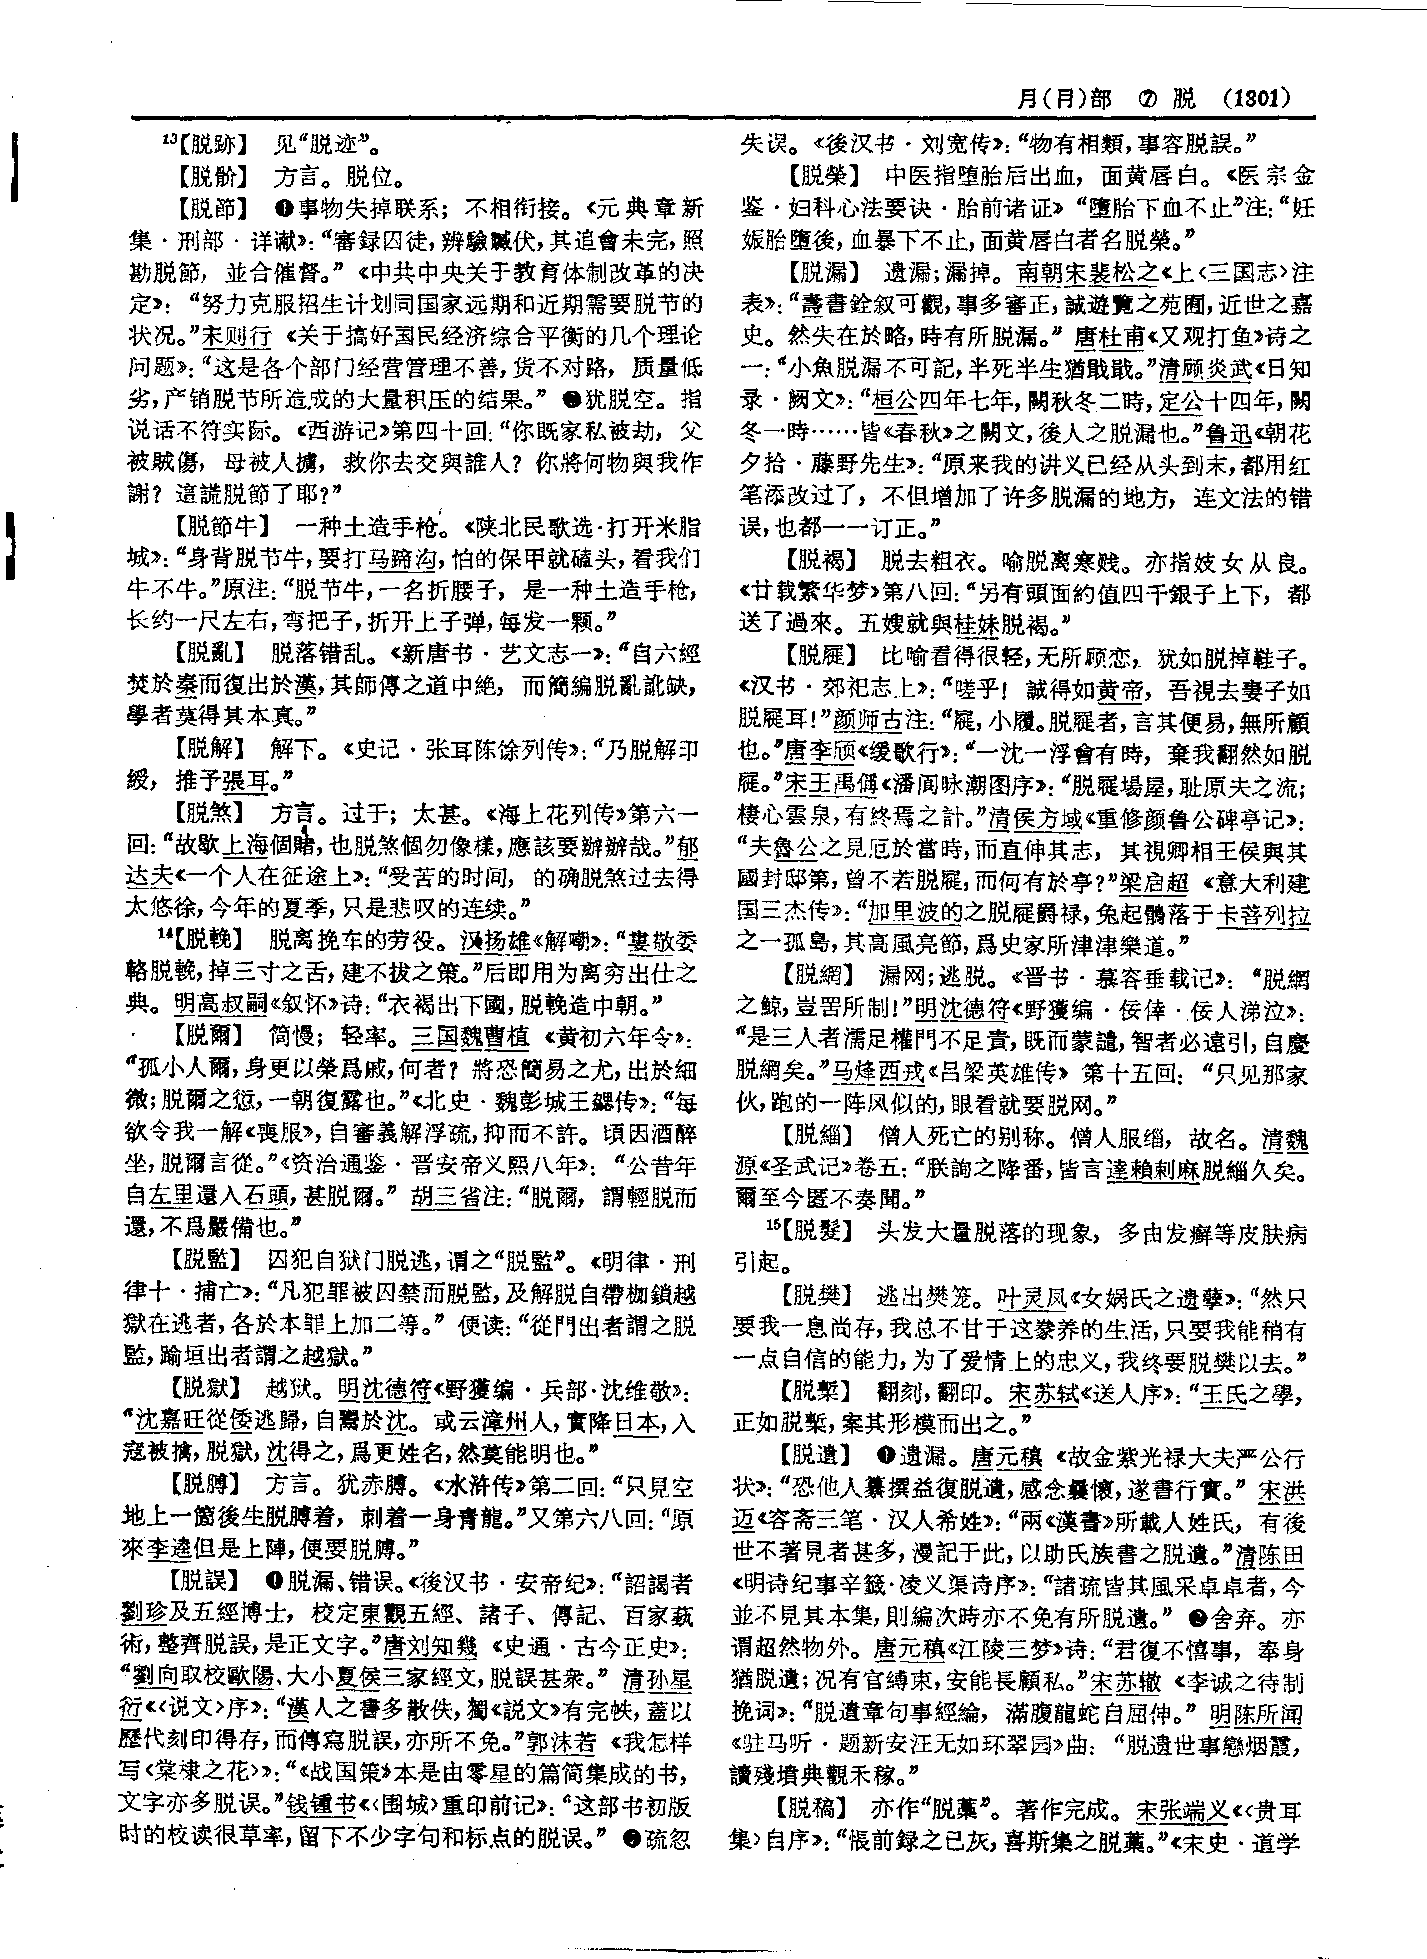 月(⺼)部 ⑦ 脱 (1301)
13【脱跡】 见“脱迹”。
【脱骱】 方言。脱位。
【脱節】 ❶事物失掉联系；不相衔接。《元典章新
集·刑部·详谳》：“審録囚徒，辨驗贓伏，其追會未完，照
勘脱節，並合催督。”《中共中央关于教育体制改革的决
定》：“努力克服招生计划同国家远期和近期需要脱节的
状况。”宋则行《关于搞好国民经济综合平衡的几个理论
问题》：“这是各个部门经营管理不善，货不对路，质量低
劣，产销脱节所造成的大量积压的结果。” ❷犹脱空。指
说话不符实际。《西游记》第四十回：“你既家私被劫，父
被賊傷，母被人擄，救你去交與誰人？你將何物與我作
謝？這謊脱節了耶？”
【脱節牛】 一种土造手枪。《陕北民歌选·打开米脂
城》：“身背脱节牛，要打马蹄沟，怕的保甲就磕头，看我们
牛不牛。”原注：“脱节牛，一名折腰子，是一种土造手枪，
长约一尺左右，弯把子，折开上子弹，每发一颗。”
【脱亂】 脱落错乱。《新唐书·艺文志一》：“自六經
焚於秦而復出於漢，其師傳之道中絶，而簡編脱亂訛缺，
學者莫得其本真。”
【脱解】 解下。《史记·张耳陈馀列传》：“乃脱解印
綬，推予張耳。”
【脱煞】 方言。过于；太甚。《海上花列传》第六一
回：“故歇上海個賭，也脱煞個勿像樣，應該要辦辦哉。”郁
达夫《一个人在征途上》：“受苦的时间，的确脱煞过去得
太悠徐，今年的夏季，只是悲叹的连续。”
14【脱輓】 脱离挽车的劳役。汉扬雄《解嘲》：“婁敬委
輅脱輓，掉三寸之舌，建不拔之策。”后即用为离穷出仕之
典。明高叔嗣《叙怀》诗：“衣褐出下國，脱輓造中朝。”
【脱爾】 简慢；轻率。三国魏曹植《黄初六年令》：
“孤小人爾，身更以榮爲戚，何者？將恐簡易之尤，出於細
微；脱爾之愆，一朝復露也。”《北史·魏彭城王勰传》：“每
欲令我一解《喪服》，自審義解浮疏，抑而不許。頃因酒醉
坐，脱爾言從。”《资治通鉴·晋安帝义熙八年》：“公昔年
自左里還入石頭，甚脱爾。”胡三省注：“脱爾，謂輕脱而
還，不爲嚴備也。”
【脱監】 囚犯自狱门脱逃，谓之“脱監”。《明律·刑
律十·捕亡》：“凡犯罪被囚禁而脱監，及解脱自帶枷鎖越
獄在逃者，各於本罪上加二等。”便读：“從門出者謂之脱
監，踰垣出者謂之越獄。”
【脱獄】 越狱。明沈德符《野獲编·兵部·沈维敬》：
“沈嘉旺從倭逃歸，自鬻於沈。或云漳州人，實降日本，入
寇被擒，脱獄，沈得之，爲更姓名，然莫能明也。”
【脱膊】 方言。犹赤膊。《水浒传》第二回：“只見空
地上一箇後生脱膊着，刺着一身青龍。”又第六八回：“原
來李逵但是上陣，便要脱膊。”
【脱誤】 ❶脱漏、错误。《後汉书·安帝纪》：“詔謁者
劉珍及五經博士，校定東觀五經、諸子、傳記、百家蓺
術，整齊脱誤，是正文字。”唐刘知幾《史通·古今正史》：
“劉向取校歐陽、大小夏侯三家經文，脱誤甚衆。”清孙星
衍《〈说文〉序》：“漢人之書多散佚，獨《説文》有完帙，蓋以
歷代刻印得存，而傳寫脱誤，亦所不免。”郭沫若《我怎样
写〈棠棣之花〉》：“《战国策》本是由零星的篇简集成的书，
文字亦多脱误。”钱锺书《〈围城〉重印前记》：“这部书初版
时的校读很草率，留下不少字句和标点的脱误。” ❷疏忽
失误。《後汉书·刘宽传》：“物有相類，事容脱誤。”
【脱榮】 中医指堕胎后出血，面黄唇白。《医宗金
鉴·妇科心法要诀·胎前诸证》“墮胎下血不止”注：“妊
娠胎墮後，血暴下不止，面黄唇白者名脱榮。”
【脱漏】 遗漏；漏掉。南朝宋裴松之《上〈三国志〉注
表》：“壽書銓叙可觀，事多審正，誠遊覽之苑囿，近世之嘉
史。然失在於略，時有所脱漏。”唐杜甫《又观打鱼》诗之
一：“小魚脱漏不可記，半死半生猶戢戢。”清顾炎武《日知
录·阙文》：“桓公四年七年，闕秋冬二時，定公十四年，闕
冬一時……皆《春秋》之闕文，後人之脱漏也。”鲁迅《朝花
夕拾·藤野先生》：“原来我的讲义已经从头到末，都用红
笔添改过了，不但增加了许多脱漏的地方，连文法的错
误，也都一一订正。”
【脱褐】 脱去粗衣。喻脱离寒贱。亦指妓女从良。
《廿载繁华梦》第八回：“另有頭面約值四千銀子上下，都
送了過來。五嫂就與桂妹脱褐。”
【脱屣】 比喻看得很轻，无所顾恋，犹如脱掉鞋子。
《汉书·郊祀志上》：“嗟乎！誠得如黄帝，吾視去妻子如
脱屣耳！”颜师古注：“屣，小履。脱屣者，言其便易，無所顧
也。”唐李颀《缓歌行》：“一沈一浮會有時，棄我翻然如脱
屣。”宋王禹偁《潘阆咏潮图序》：“脱屣場屋，耻原夫之流；
棲心雲泉，有終焉之計。”清侯方域《重修颜鲁公碑亭记》：
“夫魯公之見厄於當時，而直伸其志，其視卿相王侯與其
國封邸第，曾不若脱屣，而何有於亭？”梁启超《意大利建
国三杰传》：“加里波的之脱屣爵禄，兔起鶻落于卡菩列拉
之一孤島，其高風亮節，爲史家所津津樂道。”
【脱網】 漏网；逃脱。《晋书·慕容垂载记》：“脱網
之鲸，豈罟所制！”明沈德符《野獲编·佞倖·佞人涕泣》：
“是三人者濡足權門不足責，既而蒙譴，智者必遠引，自慶
脱網矣。”马烽西戎《吕梁英雄传》第十五回：“只见那家
伙，跑的一阵风似的，眼看就要脱网。”
【脱緇】 僧人死亡的别称。僧人服缁，故名。清魏
源《圣武记》卷五：“朕詢之降番，皆言達賴剌麻脱緇久矣。
爾至今匿不奏聞。”
15【脱髮】 头发大量脱落的现象，多由发癣等皮肤病
引起。
【脱樊】 逃出樊笼。叶灵凤《女娲氏之遗孽》：“然只
要我一息尚存，我总不甘于这豢养的生活，只要我能稍有
一点自信的能力，为了爱情上的忠义，我终要脱樊以去。”
【脱槧】 翻刻，翻印。宋苏轼《送人序》：“王氏之學，
正如脱槧，案其形模而出之。”
【脱遺】 ❶遗漏。唐元稹《故金紫光禄大夫严公行
状》：“恐他人纂撰益復脱遺，感念曩懷，遂書行實。”宋洪
迈《容斋三笔·汉人希姓》：“兩《漢書》所載人姓氏，有後
世不著見者甚多，漫記于此，以助氏族書之脱遺。”清陈田
《明诗纪事辛籖·凌义渠诗序》：“諸琉皆其風采卓卓者，今
並不見其本集，則編次時亦不免有所脱遺。” ❷舍弃。亦
谓超然物外。唐元稹《江陵三梦》诗：“君復不憘事，奉身
猶脱遺；况有官縛束，安能長顧私。”宋苏辙《李诚之待制
挽词》：“脱遺章句事經綸，滿腹龍蛇自屈伸。”明陈所闻
《驻马听·题新安汪无如环翠园》曲：“脱遺世事戀烟霞，
讀殘墳典觀禾稼。”
【脱稿】 亦作“脱藁”。著作完成。宋张端义《〈贵耳
集〉自序》：“悵前録之已灰，喜斯集之脱藁。”《宋史·道学